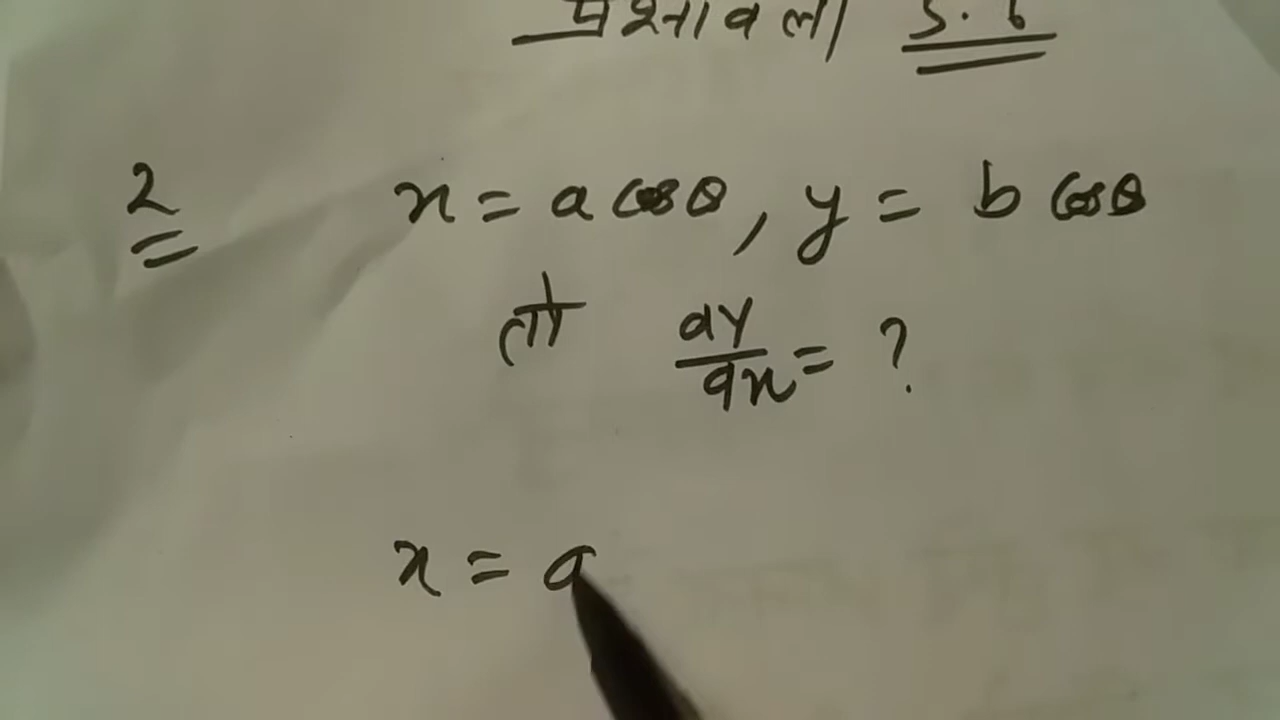 प्रश्नावली 5.6
2 x = a cosθ, y = b cosθ
तो dy/dx = ?
x = a